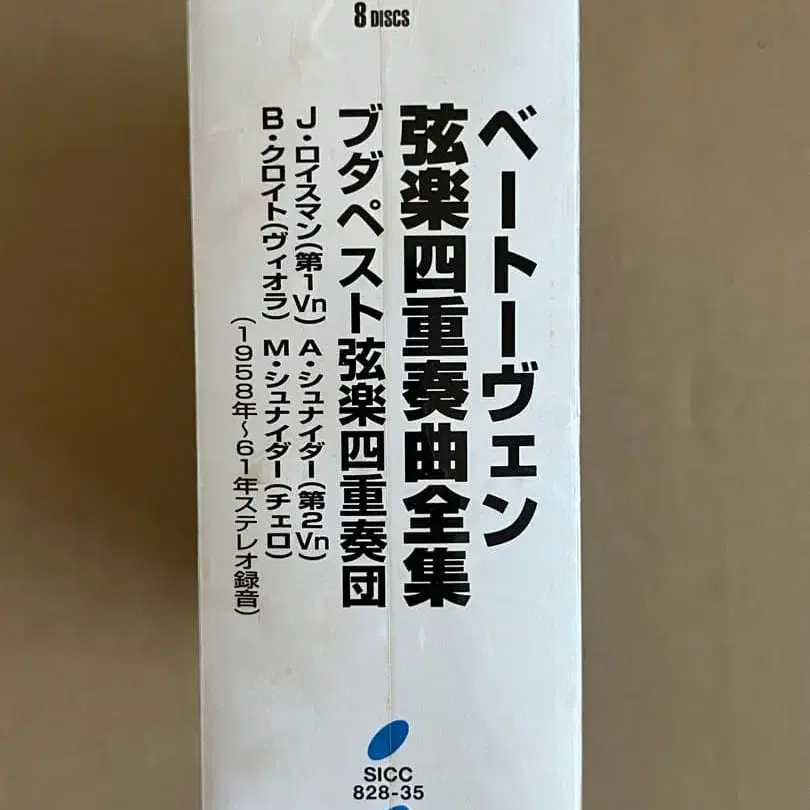 8 DISCS
ベートーヴェン
弦楽四重奏曲全集
ブダペスト弦楽四重奏団
J・ロイスマン(第1Vn) A・シュナイダー(第2Vn)
B・クロイト(ヴィオラ) M・シュナイダー(チェロ)
(1958年〜61年ステレオ録音)
SICC
828-35